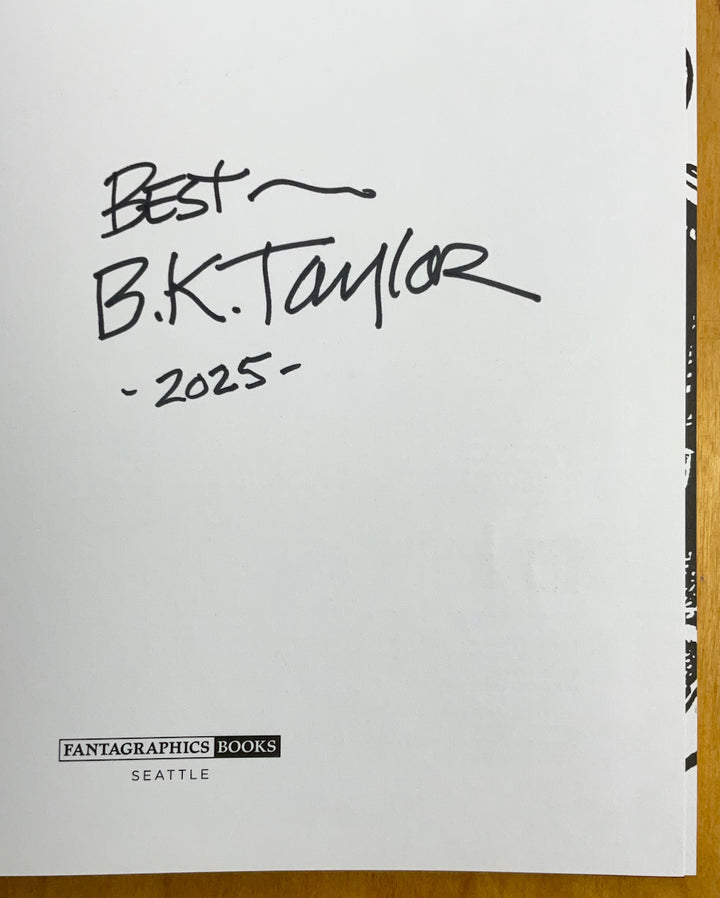 BEST ~
B.K. Taylor
- 2025 -
FANTAGRAPHICS BOOKS
SEATTLE